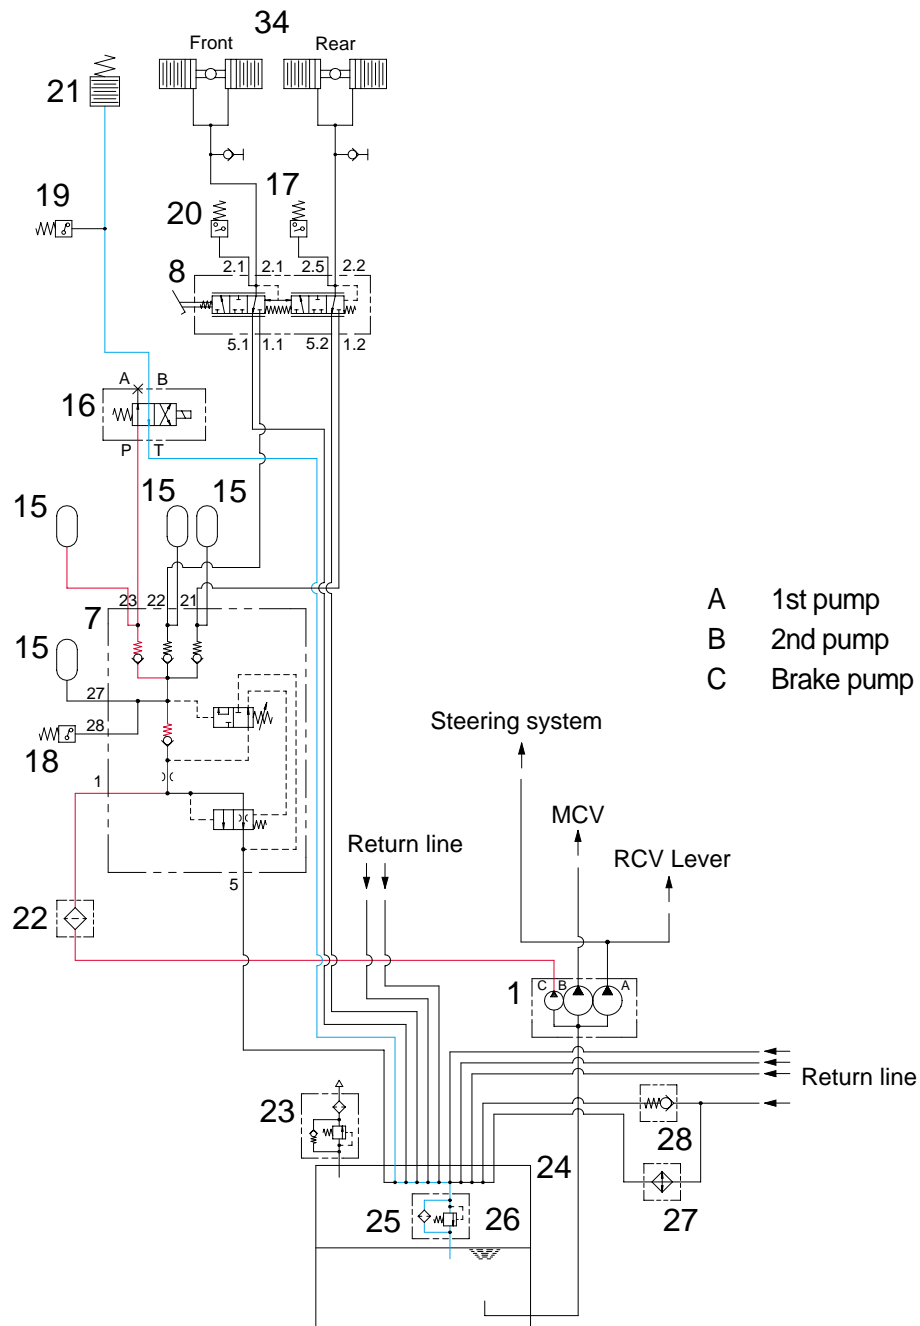 34
Front Rear
21
19
17
20
2.1 2.1 2.5 2.2
8
5.1 1.1 5.2 1.2
A B
16
P T
15 15 15
23 22 21
7
15
27
28
18
1
5
22
A 1st pump
B 2nd pump
C Brake pump
Steering system
MCV
RCV Lever
Return line
1
C B A
Return line
23
28
24
27
25 26